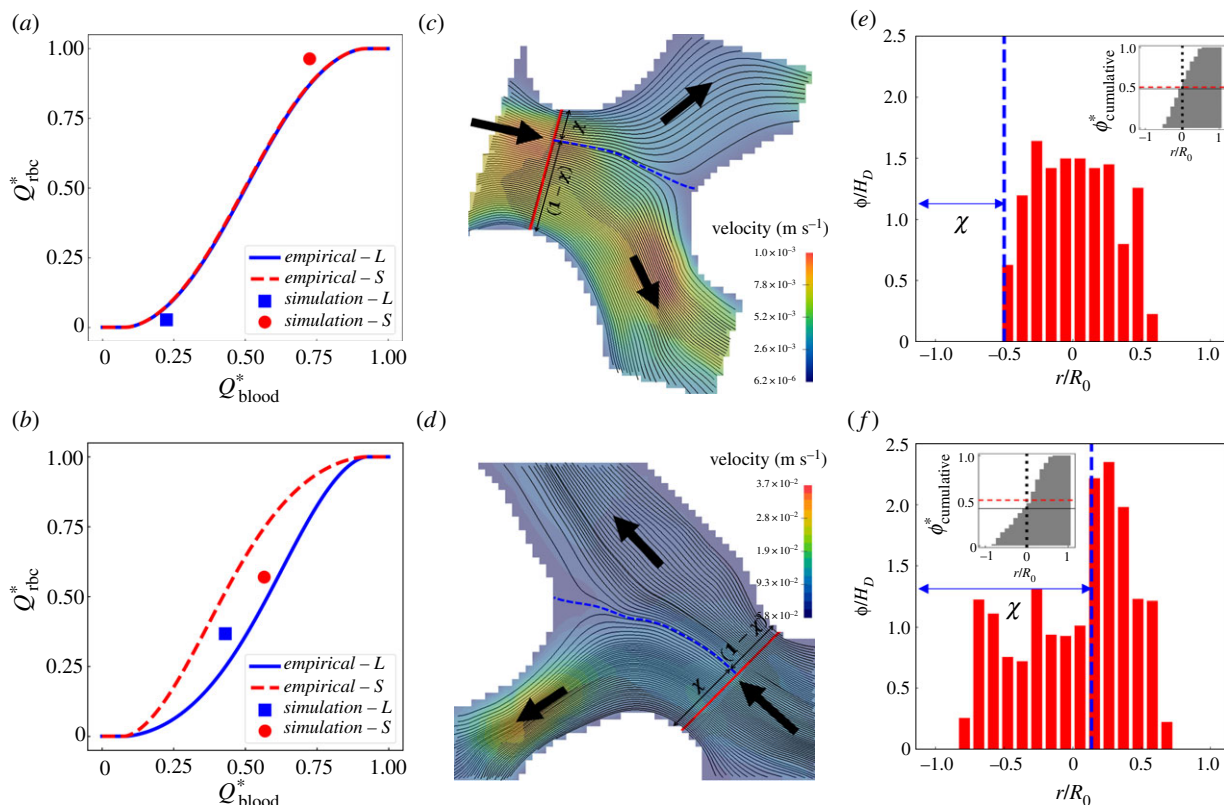 (a)
1.00
0.75
0.50
0.25
0
Q*rbc
empirical – L
empirical – S
simulation – L
simulation – S
0 0.25 0.50 0.75 1.00
Q*blood
(b)
1.00
0.75
0.50
0.25
0
Q*rbc
empirical – L
empirical – S
simulation – L
simulation – S
0 0.25 0.50 0.75 1.00
Q*blood
(c)
χ
(1 – χ)
velocity (m s–1)
1.0 × 10–3
7.8 × 10–3
5.2 × 10–3
2.6 × 10–3
6.2 × 10–6
(d)
velocity (m s–1)
3.7 × 10–2
2.8 × 10–2
1.9 × 10–2
9.3 × 10–2
5.8 × 10–2
(1 – χ)
χ
(e)
2.5
2.0
1.5
1.0
0.5
0
ϕ/HD
χ
1.0
0.5
0
ϕ*cumulative
–1 0 1
r/R0
–1.0 –0.5 0 0.5 1.0
r/R0
(f)
2.5
2.0
1.5
1.0
0.5
0
ϕ/HD
χ
1.0
0.5
0
ϕ*cumulative
–1 0 1
r/R0
–1.0 –0.5 0 0.5 1.0
r/R0